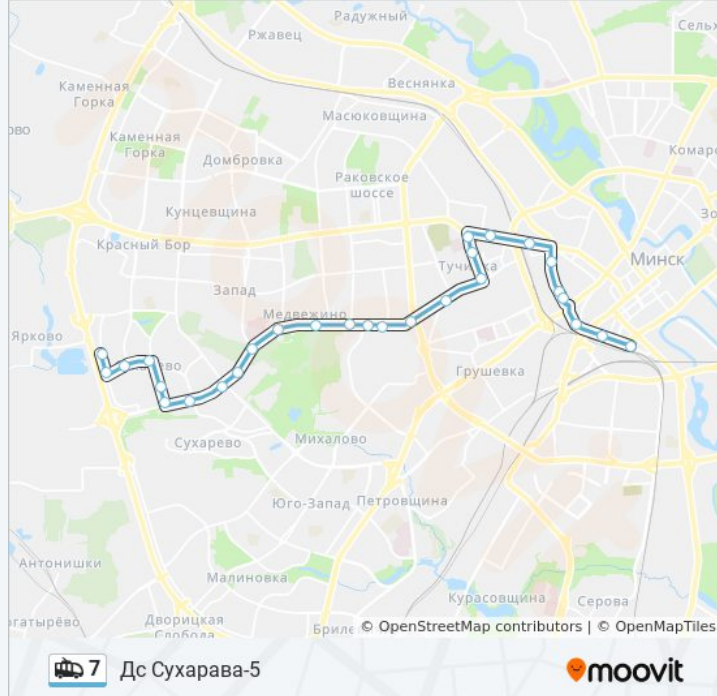 Радужный
Ржавец
Сельх
Каменная
Горка
Веснянка
Масюковщина
ово
Каменная
Горка
Комаро
Домбровка
Раковское
шоссе
Кунцевщина
Зо
Красный Бор
Минск
Тучинка
Запад
Медвежино
Ярково
Грушевка
Сухарево
Михалово
Юго-Запад
Петровщина
Антонишки
Малиновка
Курасовщина
Серова
Дворицкая
Слобода
огатырёво
© OpenStreetMap contributors | © OpenMapTiles
7 Дс Сухарава-5
moovit